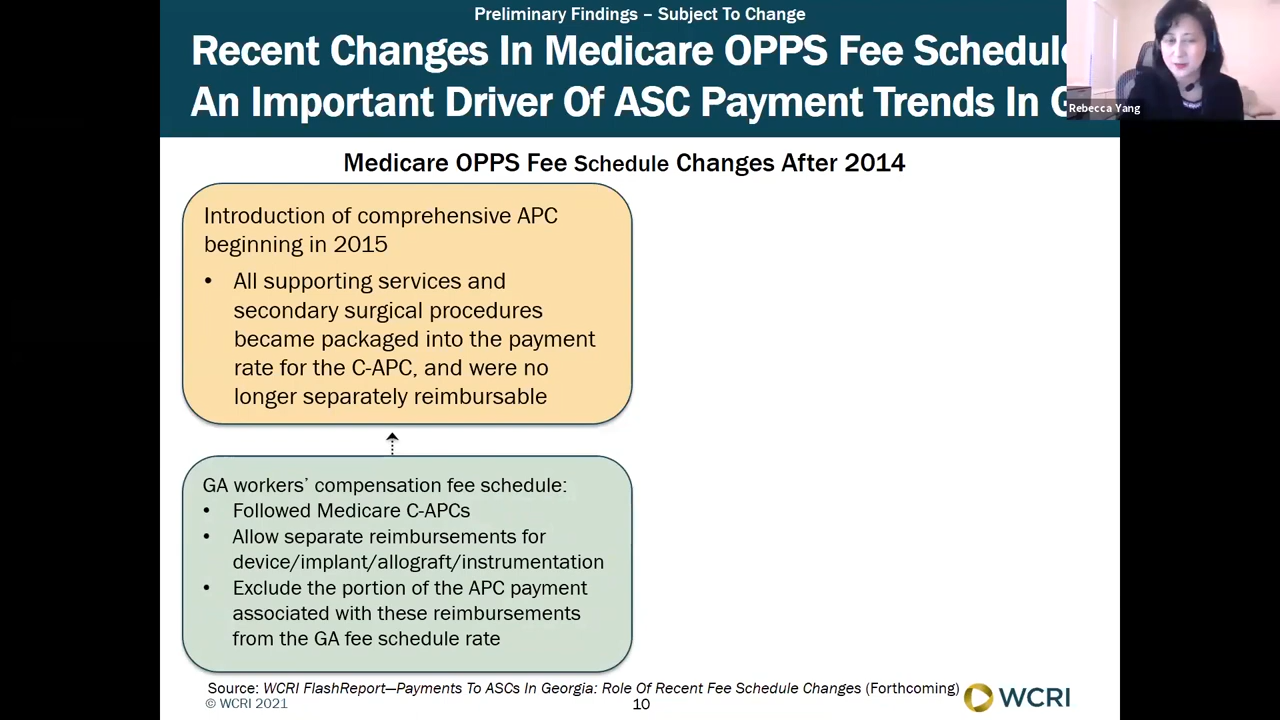 Preliminary Findings – Subject To Change
Recent Changes In Medicare OPPS Fee Schedule
An Important Driver Of ASC Payment Trends In G
Rebecca Yang
Medicare OPPS Fee Schedule Changes After 2014
Introduction of comprehensive APC
beginning in 2015
• All supporting services and
secondary surgical procedures
became packaged into the payment
rate for the C-APC, and were no
longer separately reimbursable
GA workers’ compensation fee schedule:
• Followed Medicare C-APCs
• Allow separate reimbursements for
device/implant/allograft/instrumentation
• Exclude the portion of the APC payment
associated with these reimbursements
from the GA fee schedule rate
Source: WCRI FlashReport—Payments To ASCs In Georgia: Role Of Recent Fee Schedule Changes (Forthcoming)
© WCRI 2021
10
WCRI